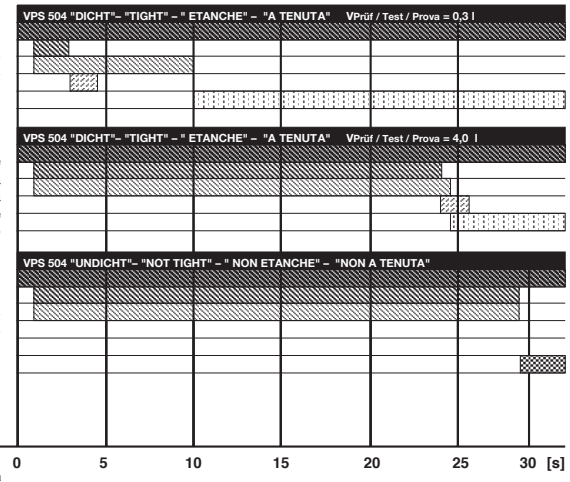 VPS 504 "DICHT"– "TIGHT" – " ETANCHE" – "A TENUTA" VPrüf / Test / Prova = 0,3 l
VPS 504 "DICHT"– "TIGHT" – " ETANCHE" – "A TENUTA" VPrüf / Test / Prova = 4,0 l
VPS 504 "UNDICHT"– "NOT TIGHT" – " NON ETANCHE" – "NON A TENUTA"
0 5 10 15 20 25 30 [s]